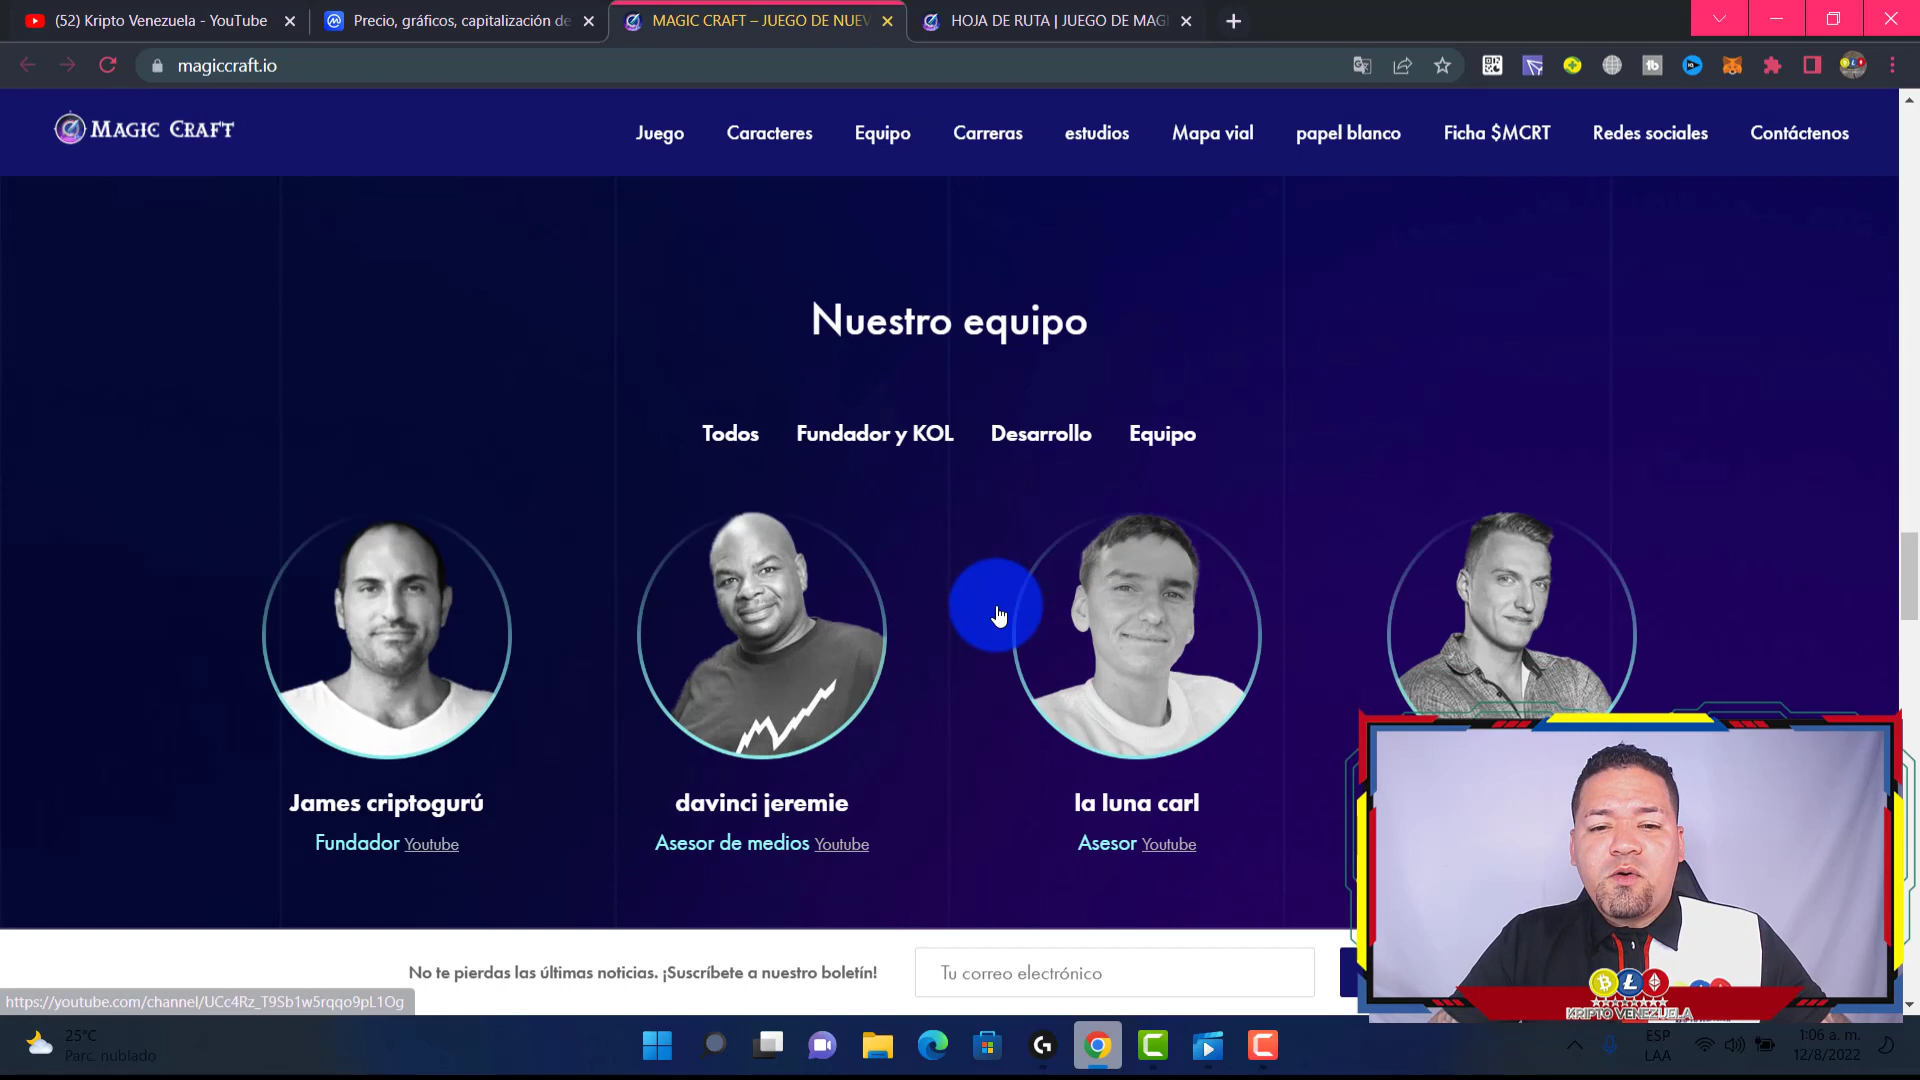 (52) Kripto Venezuela - YouTube
Precio, gráficos, capitalización de
MAGIC CRAFT – JUEGO DE NUEV
HOJA DE RUTA | JUEGO DE MAG
magiccraft.io
MAGIC CRAFT
Juego
Caracteres
Equipo
Carreras
estudios
Mapa vial
papel blanco
Ficha $MCRT
Redes sociales
Contáctenos
Nuestro equipo
Todos
Fundador y KOL
Desarrollo
Equipo
James criptogurú
Fundador Youtube
davinci jeremie
Asesor de medios Youtube
la luna carl
Asesor Youtube
No te pierdas las últimas noticias. ¡Suscríbete a nuestro boletín!
Tu correo electrónico
https://youtube.com/channel/UCc4Rz_T9Sb1w5rqqo9pL1Og
KRIPTO VENEZUELA
25°C
Parc. nublado
ESP
LAA
1:06 a. m.
12/8/2022